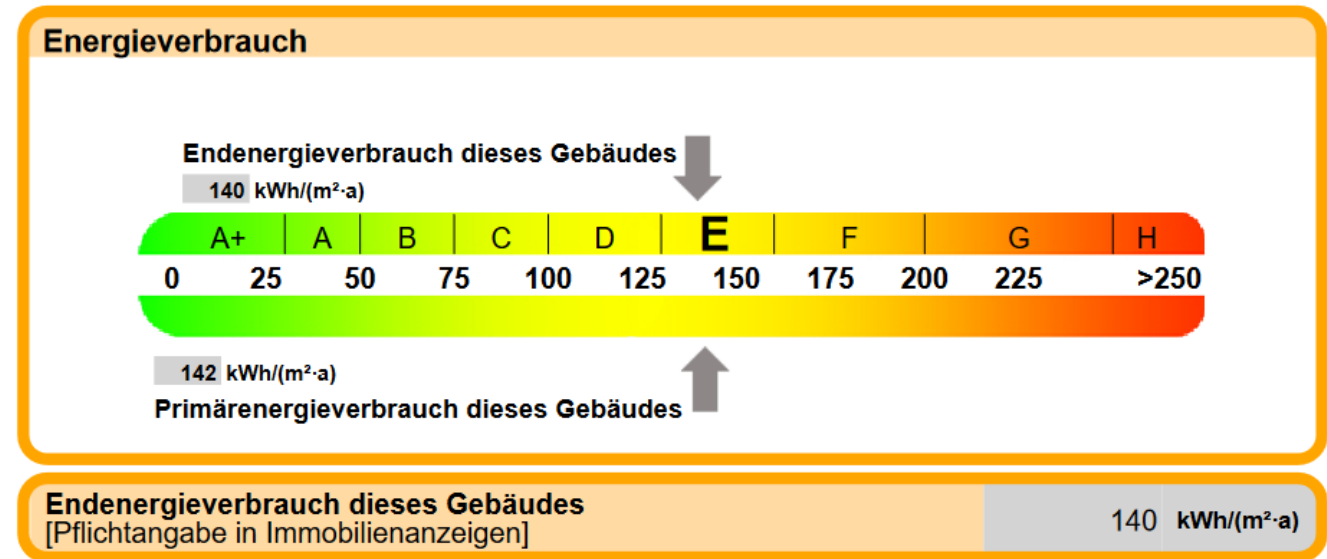 Energieverbrauch
Endenergieverbrauch dieses Gebäudes
140 kWh/(m²·a)
A+ A B C D E F G H
0 25 50 75 100 125 150 175 200 225 >250
142 kWh/(m²·a)
Primärenergieverbrauch dieses Gebäudes
Endenergieverbrauch dieses Gebäudes
[Pflichtangabe in Immobilienanzeigen]
140 kWh/(m²·a)